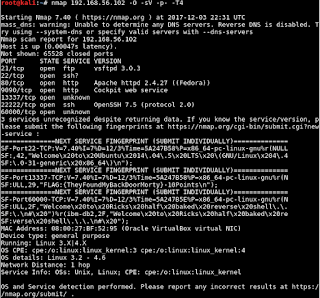 root@kali:~# nmap 192.168.56.102 -O -sV -p- -T4
Starting Nmap 7.40 ( https://nmap.org ) at 2017-12-02 22:31 UTC
mass_dns: warning: Unable to determine any DNS servers. Reverse DNS is disabled. T
ry using --system-dns or specify valid servers with --dns-servers
Nmap scan report for 192.168.56.102
Host is up (0.00047s latency).
Not shown: 65528 closed ports
PORT STATE SERVICE VERSION
21/tcp open ftp vsftpd 3.0.3
22/tcp open ssh?
80/tcp open http Apache httpd 2.4.27 ((Fedora))
9090/tcp open http Cockpit web service
13337/tcp open unknown
22222/tcp open ssh OpenSSH 7.5 (protocol 2.0)
60000/tcp open unknown
3 services unrecognized despite returning data. If you know the service/version, p
lease submit the following fingerprints at https://nmap.org/cgi-bin/submit.cgi?new
-service :
==============NEXT SERVICE FINGERPRINT (SUBMIT INDIVIDUALLY)==============
SF-Port22-TCP:V=7.40%I=7%D=12/3%Time=5A247B58%P=x86_64-pc-linux-gnu%r(NULL
SF:,42,"Welcome\x20to\x20Ubuntu\x2014\.04\.5\x20LTS\x20\(GNU/Linux\x204\.4
SF:\.0-31-generic\x20x86_64\)\n");
==============NEXT SERVICE FINGERPRINT (SUBMIT INDIVIDUALLY)==============
SF-Port13337-TCP:V=7.40%I=7%D=12/3%Time=5A247B58%P=x86_64-pc-linux-gnu%r(N
SF:ULL,29,"FLAG:{TheyFoundMyBackDoorMorty}-10Points\n");
==============NEXT SERVICE FINGERPRINT (SUBMIT INDIVIDUALLY)==============
SF-Port60000-TCP:V=7.40%I=7%D=12/3%Time=5A247B5E%P=x86_64-pc-linux-gnu%r(N
SF:ULL,2F,"Welcome\x20to\x20Ricks\x20half\x20baked\x20reverse\x20shell\.\.
SF:\.\n#\x20")%r(ibm-db2,2F,"Welcome\x20to\x20Ricks\x20half\x20baked\x20re
SF:verse\x20shell\.\.\.\n#\x20");
MAC Address: 08:00:27:BF:52:95 (Oracle VirtualBox virtual NIC)
Device type: general purpose
Running: Linux 3.X|4.X
OS CPE: cpe:/o:linux:linux_kernel:3 cpe:/o:linux:linux_kernel:4
OS details: Linux 3.2 - 4.6
Network Distance: 1 hop
Service Info: OSs: Unix, Linux; CPE: cpe:/o:linux:linux_kernel
OS and Service detection performed. Please report any incorrect results at https:/
/nmap.org/submit/ .